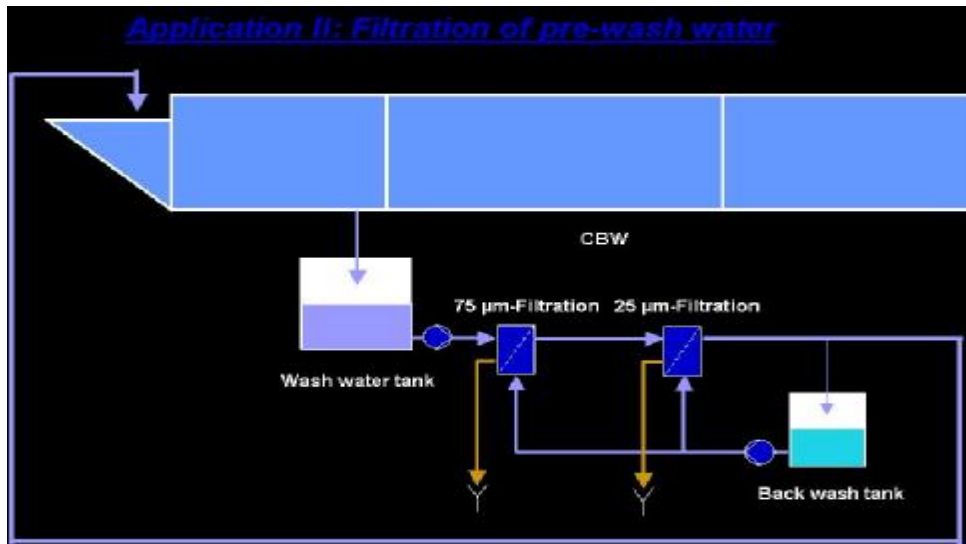 Application II: Filtration of pre-wash water
CBW
75 µm-Filtration 25 µm-Filtration
Wash water tank
Back wash tank